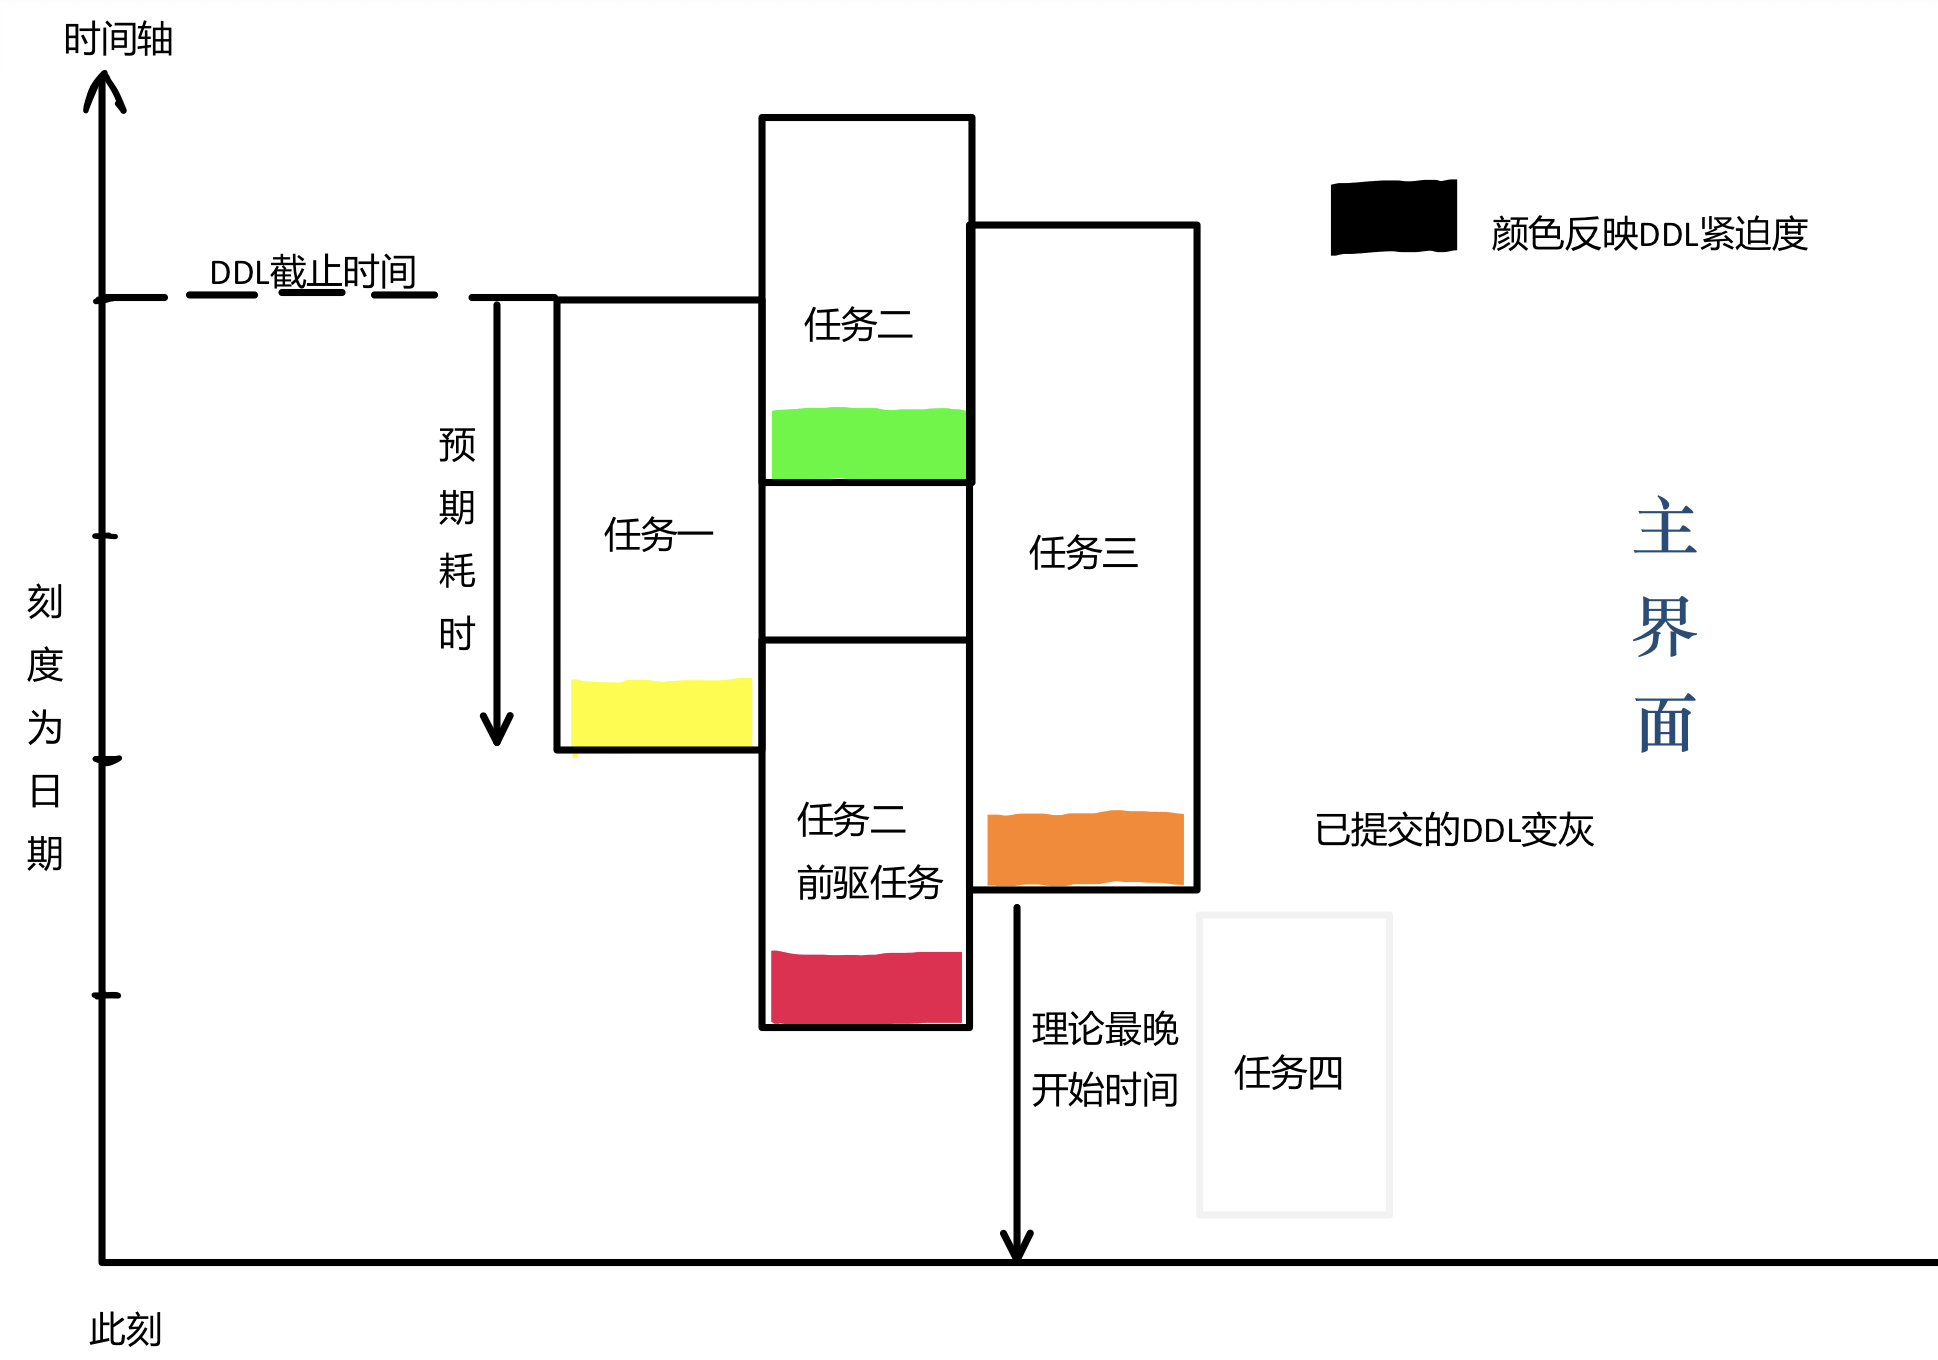 时间轴
DDL截止时间
颜色反映DDL紧迫度
任务二
预期耗时
任务一
任务三
主界面
刻度为日期
任务二
前驱任务
已提交的DDL变灰
理论最晚
开始时间
任务四
此刻